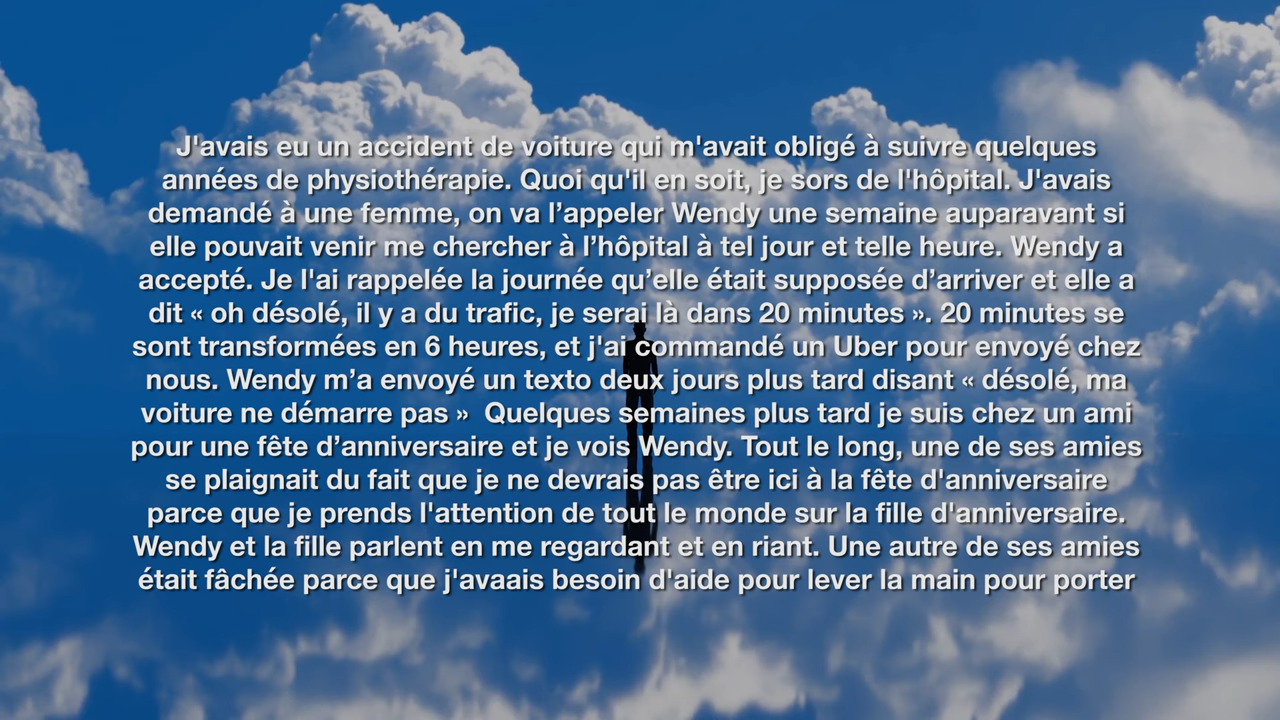 J'avais eu un accident de voiture qui m'avait obligé à suivre quelques
années de physiothérapie. Quoi qu'il en soit, je sors de l'hôpital. J'avais
demandé à une femme, on va l’appeler Wendy une semaine auparavant si
elle pouvait venir me chercher à l’hôpital à tel jour et telle heure. Wendy a
accepté. Je l'ai rappelée la journée qu’elle était supposée d’arriver et elle a
dit « oh désolé, il y a du trafic, je serai là dans 20 minutes ». 20 minutes se
sont transformées en 6 heures, et j'ai commandé un Uber pour envoyé chez
nous. Wendy m’a envoyé un texto deux jours plus tard disant « désolé, ma
voiture ne démarre pas »  Quelques semaines plus tard je suis chez un ami
pour une fête d’anniversaire et je vois Wendy. Tout le long, une de ses amies
se plaignait du fait que je ne devrais pas être ici à la fête d'anniversaire
parce que je prends l'attention de tout le monde sur la fille d'anniversaire.
Wendy et la fille parlent en me regardant et en riant. Une autre de ses amies
était fâchée parce que j'avaais besoin d'aide pour lever la main pour porter